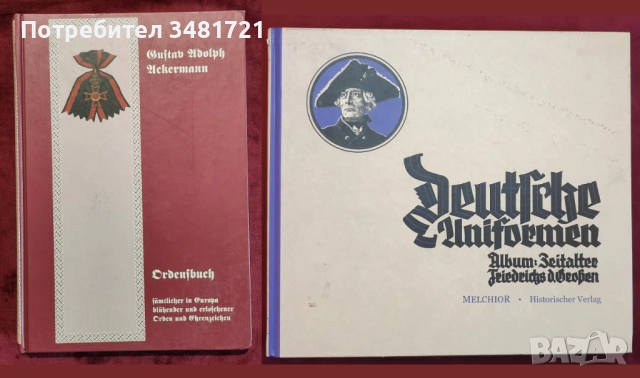 Потребител 3481721
Gustav Adolph
Ackermann
Ordensbuch
sämtlicher in Europa
blühender und erloschener
Orden und Ehrenzeichen
Deutsche
Uniformen
Album: Zeitalter
Friedrichs d. Großen
MELCHIOR • Historischer Verlag
BAZAR